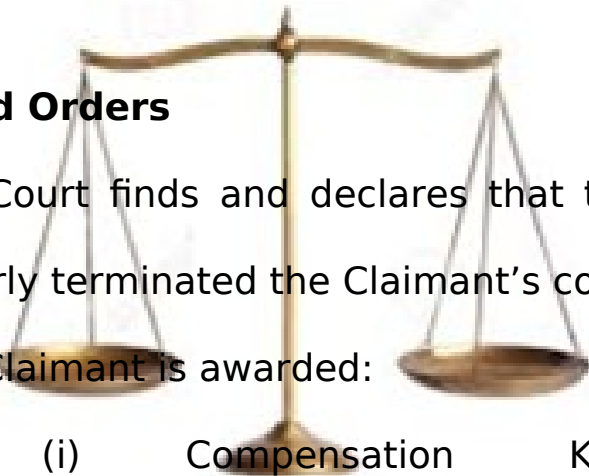 d Orders
Court finds and declares that t
rly terminated the Claimant’s co
Claimant is awarded:
(i) Compensation K